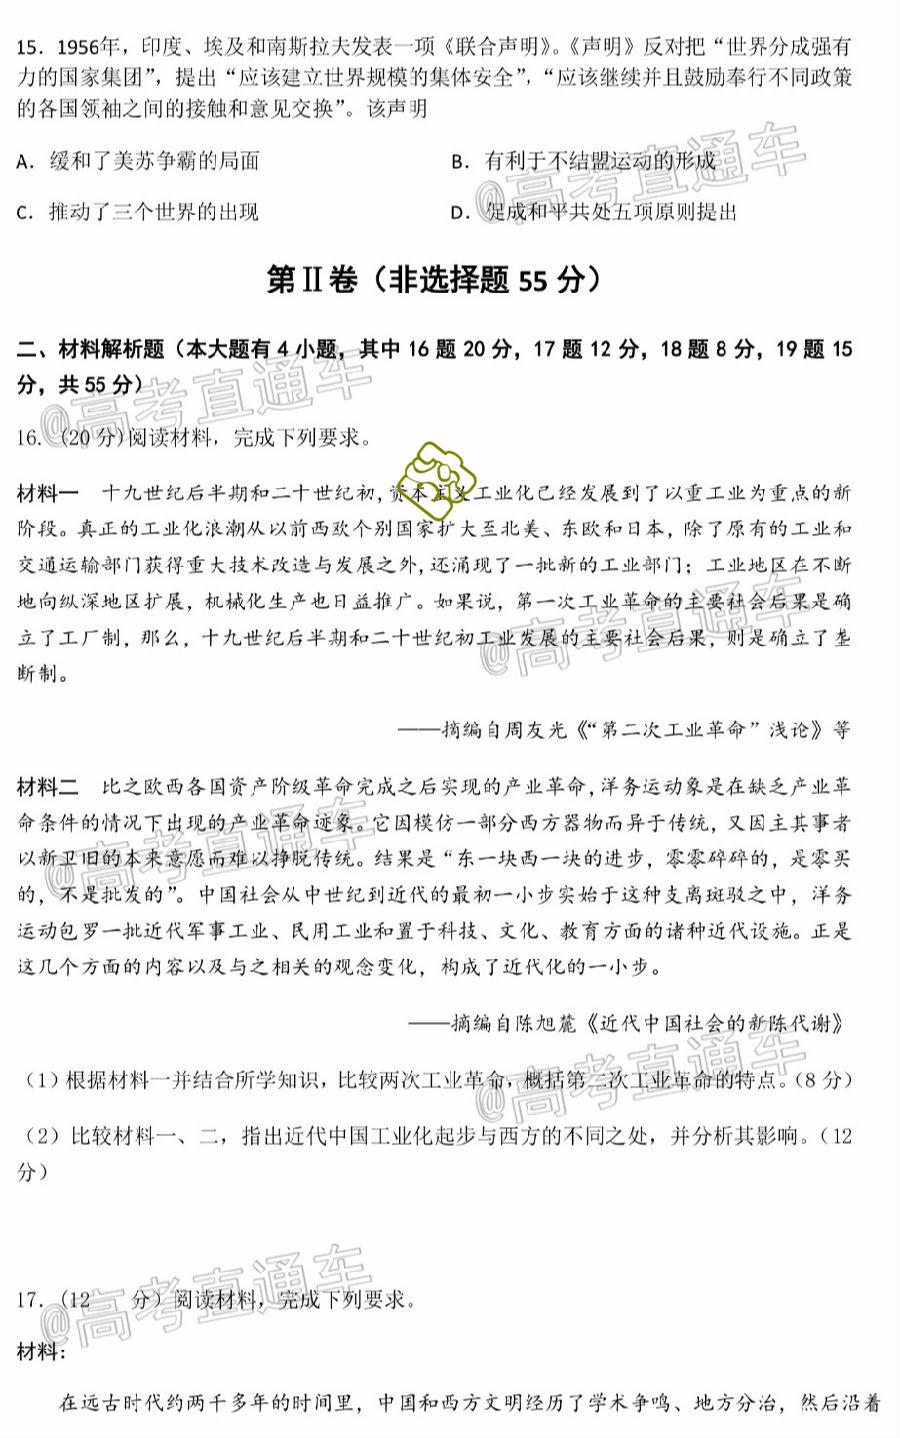 15. 1956年，印度、埃及和南斯拉夫发表一项《联合声明》。《声明》反对把“世界分成强有
力的国家集团”，提出“应该建立世界规模的集体安全”，“应该继续并且鼓励奉行不同政策
的各国领袖之间的接触和意见交换”。该声明
A. 缓和了美苏争霸的局面
B. 有利于不结盟运动的形成
C. 推动了三个世界的出现
D. 促成和平共处五项原则提出
@高考直通车
第Ⅱ卷（非选择题 55 分）
二、材料解析题（本大题有 4 小题，其中 16 题 20 分，17 题 12 分，18 题 8 分，19 题 15
分，共 55 分）
@高考直通车
16. (20 分)阅读材料，完成下列要求。
材料一 十九世纪后半期和二十世纪初，资本主义工业化已经发展到了以重工业为重点的新
阶段。真正的工业化浪潮从以前西欧个别国家扩大至北美、东欧和日本，除了原有的工业和
交通运输部门获得重大技术改造与发展之外，还涌现了一批新的工业部门；工业地区在不断
地向纵深地区扩展，机械化生产也日益推广。如果说，第一次工业革命的主要社会后果是确
立了工厂制，那么，十九世纪后半期和二十世纪初工业发展的主要社会后果，则是确立了垄
断制。
@高考直通车
——摘编自周友光《“第二次工业革命”浅论》等
材料二 比之欧西各国资产阶级革命完成之后实现的产业革命，洋务运动象是在缺乏产业革
命条件的情况下出现的产业革命迹象。它因模仿一部分西方器物而异于传统，又因主其事者
以新卫旧的本来意愿而难以挣脱传统。结果是“东一块西一块的进步，零零碎碎的，是零买
的，不是批发的”。中国社会从中世纪到近代的最初一小步实始于这种支离斑驳之中，洋务
运动包罗一批近代军事工业、民用工业和置于科技、文化、教育方面的诸种近代设施。正是
这几个方面的内容以及与之相关的观念变化，构成了近代化的一小步。
@高考直通车
——摘编自陈旭麓《近代中国社会的新陈代谢》
（1）根据材料一并结合所学知识，比较两次工业革命，概括第二次工业革命的特点。（8 分）
@高考直通车
（2）比较材料一、二，指出近代中国工业化起步与西方的不同之处，并分析其影响。（12
分）
17. (12 分）阅读材料，完成下列要求。
@高考直通车
材料：
在远古时代约两千多年的时间里，中国和西方文明经历了学术争鸣、地方分治，然后沿着